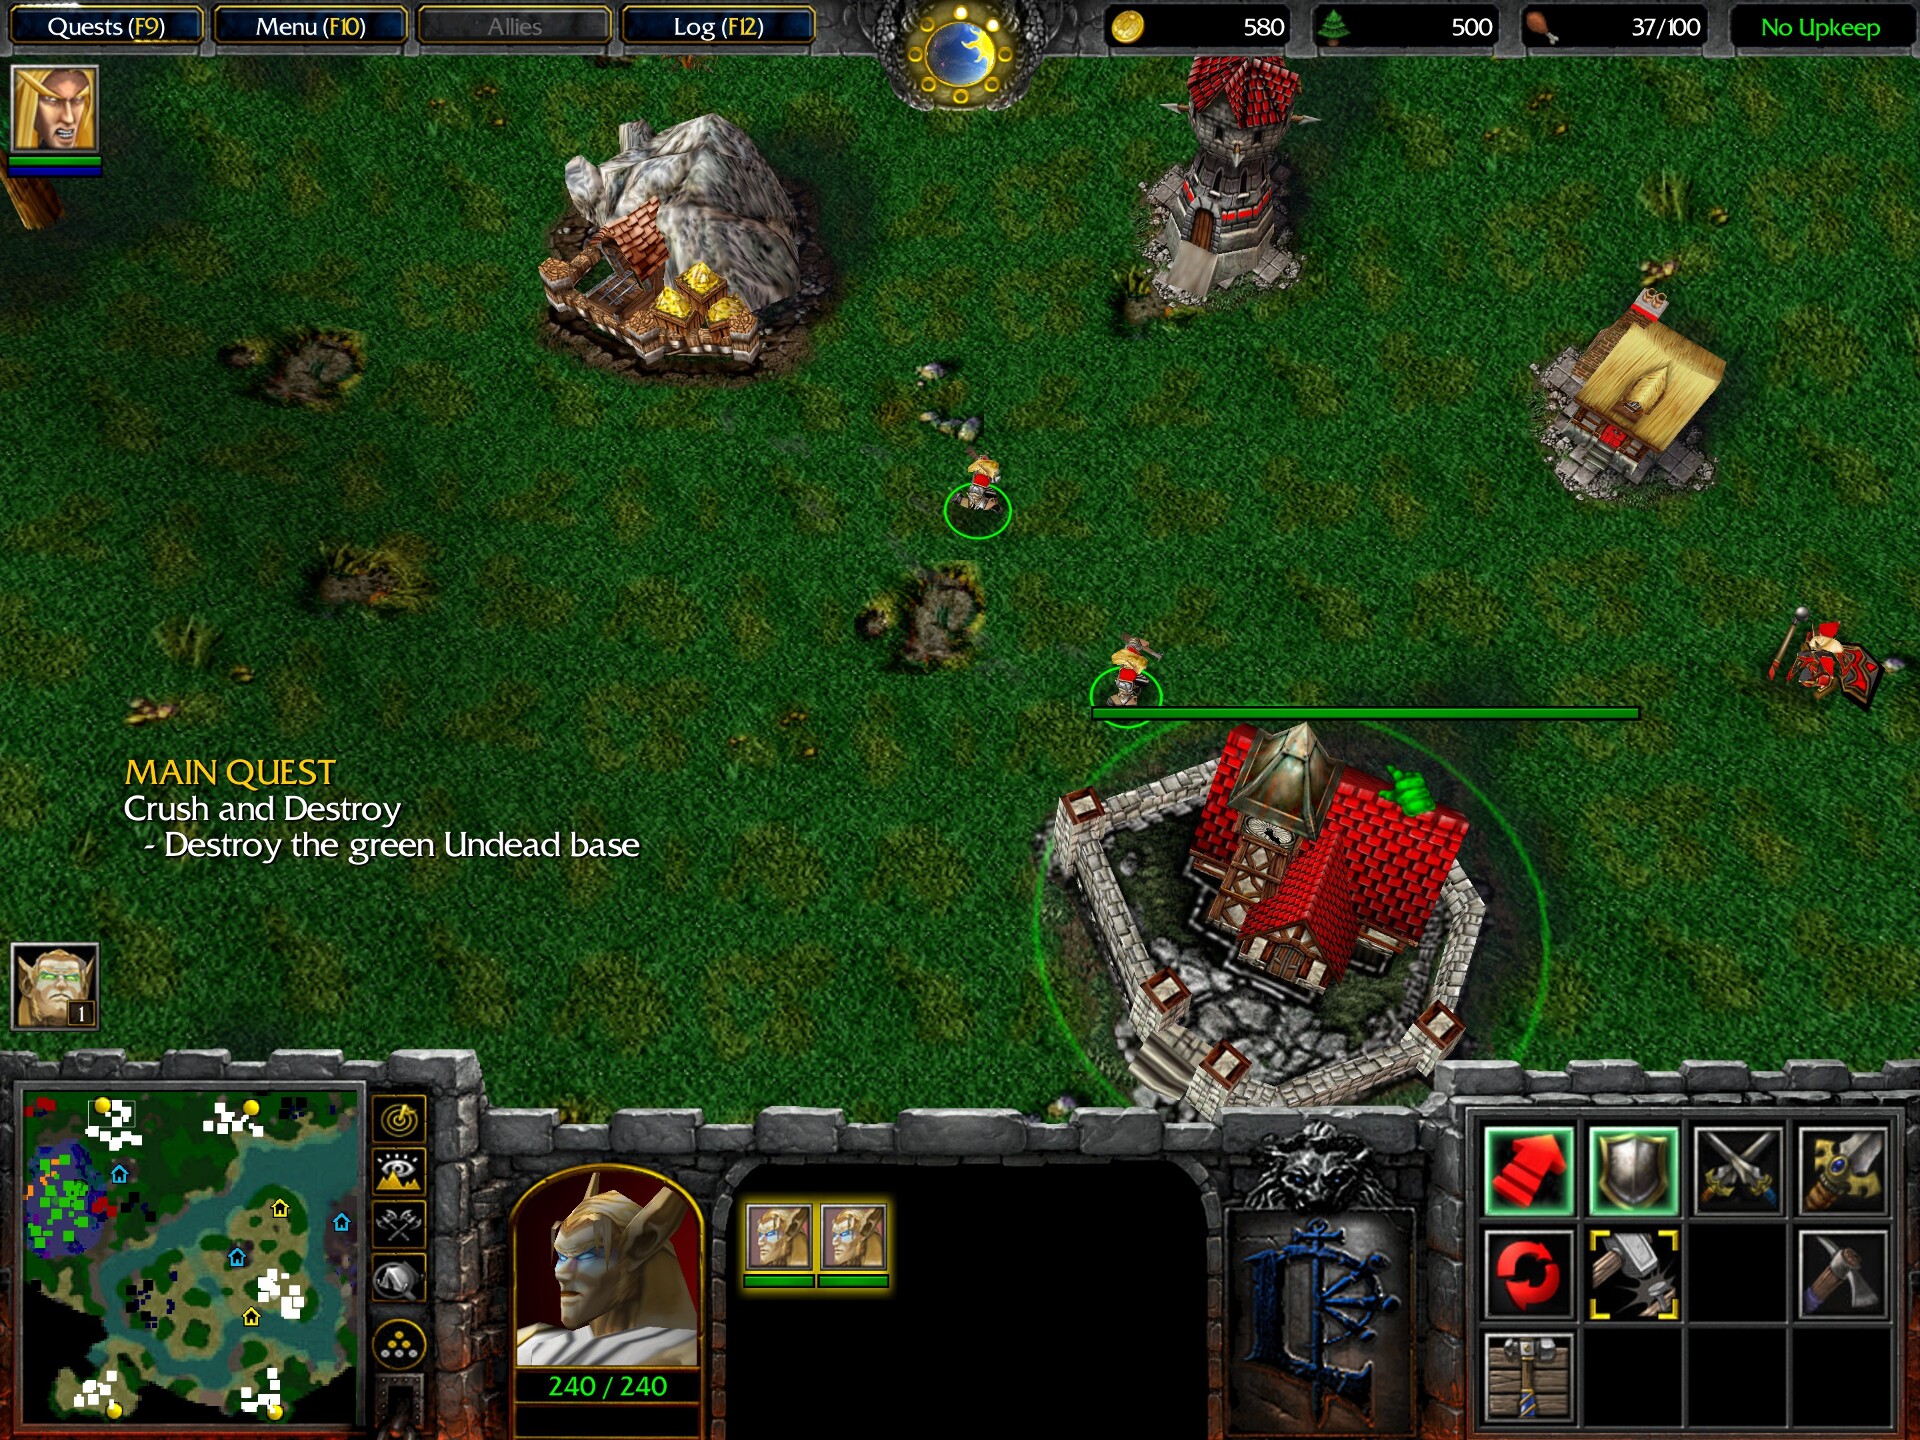 Quests (F9) Menu (F10) Allies Log (F12) 580 500 37/100 No Upkeep
MAIN QUEST
Crush and Destroy
- Destroy the green Undead base
1
240 / 240